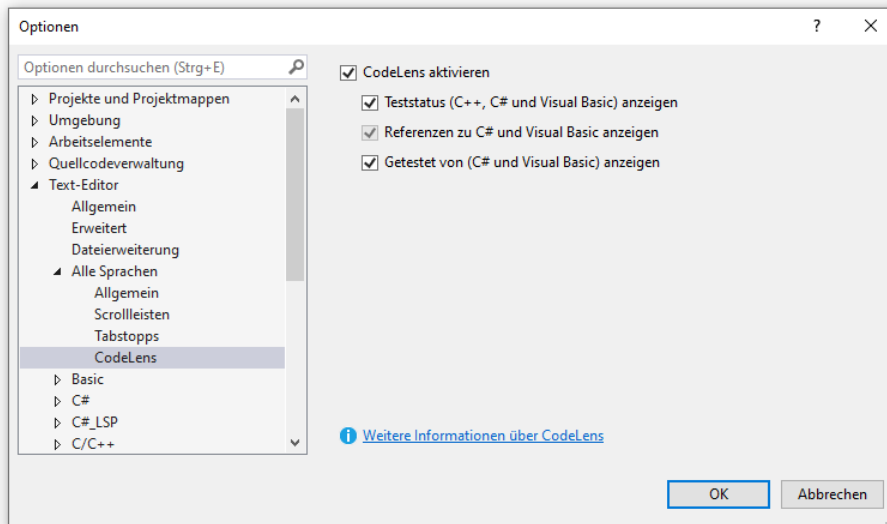 Optionen
?
Optionen durchsuchen (Strg+E)
Projekte und Projektmappen
Umgebung
Arbeitselemente
Quellcodeverwaltung
Text-Editor
Allgemein
Erweitert
Dateierweiterung
Alle Sprachen
Allgemein
Scrollleisten
Tabstopps
CodeLens
Basic
C#
C#_LSP
C/C++
CodeLens aktivieren
Teststatus (C++, C# und Visual Basic) anzeigen
Referenzen zu C# und Visual Basic anzeigen
Getestet von (C# und Visual Basic) anzeigen
Weitere Informationen über CodeLens
OK
Abbrechen